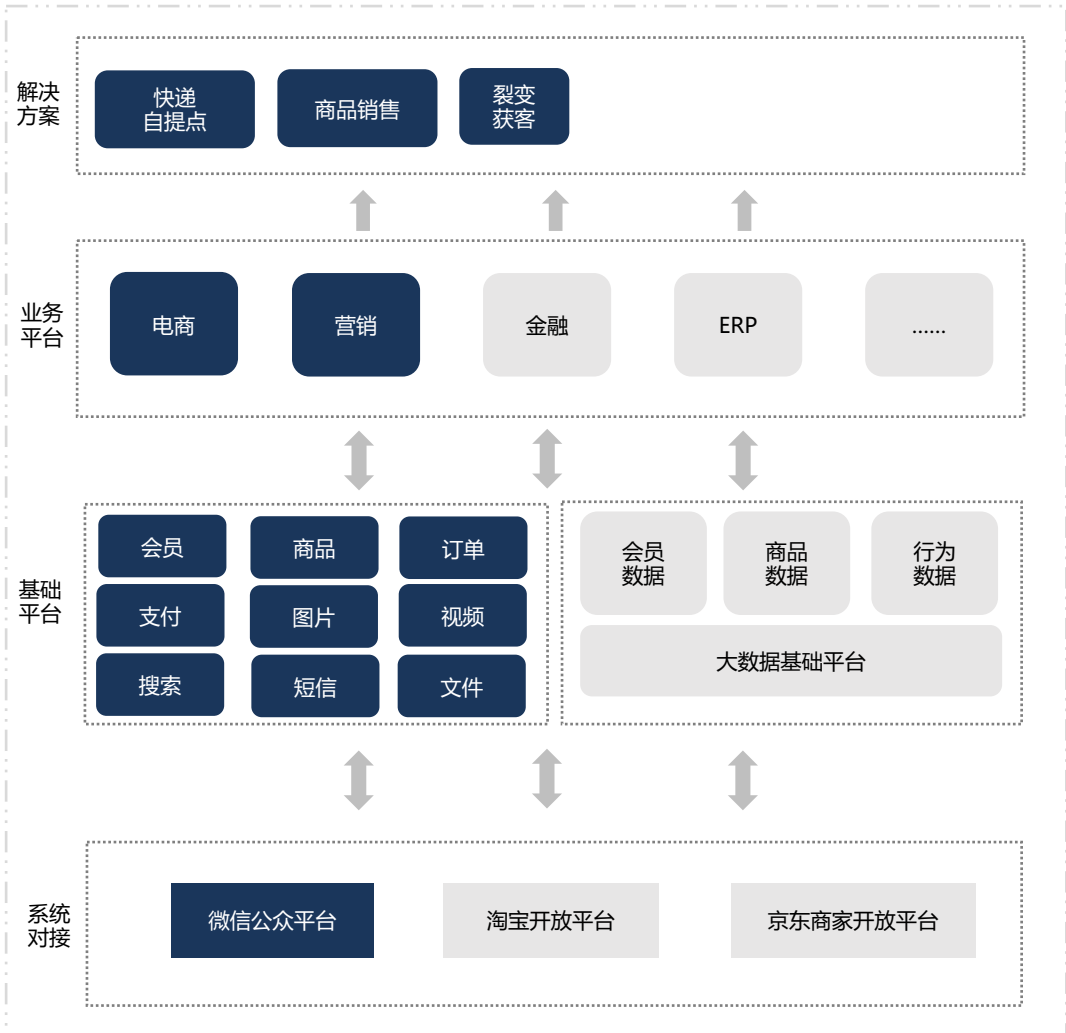 解决
方案
快递
自提点
商品销售
裂变
获客
业务
平台
电商
营销
金融
ERP
......
基础
平台
会员
商品
订单
支付
图片
视频
搜索
短信
文件
会员
数据
商品
数据
行为
数据
大数据基础平台
系统
对接
微信公众平台
淘宝开放平台
京东商家开放平台